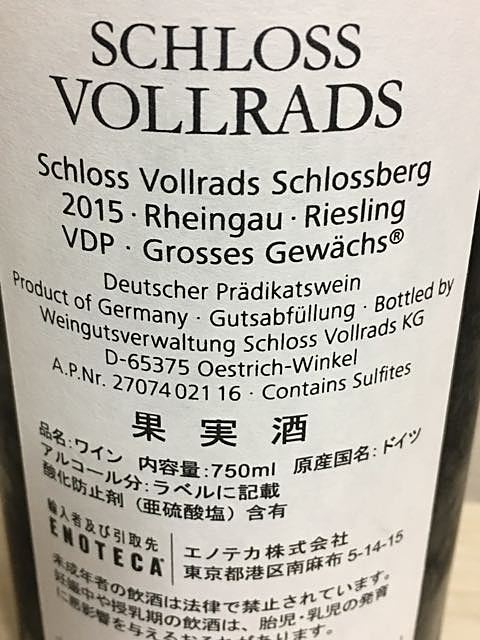 SCHLOSS
VOLLRADS
Schloss Vollrads Schlossberg
2015 · Rheingau · Riesling
VDP · Grosses Gewächs®
Deutscher Prädikatswein
Product of Germany · Gutsabfüllung · Bottled by
Weingutsverwaltung Schloss Vollrads KG
D-65375 Oestrich-Winkel
A.P.Nr. 27074 021 16 · Contains Sulfites
果実酒
品名:ワイン 内容量:750ml 原産国名:ドイツ
アルコール分:ラベルに記載
酸化防止剤(亜硫酸塩)含有
輸入者及び引取先
ENOTECA
エノテカ株式会社
東京都港区南麻布 5-14-15
未成年者の飲酒は法律で禁止されています。
妊娠中や授乳期の飲酒は、胎児・乳児の発育
に悪影響を与えるおそれがあります。